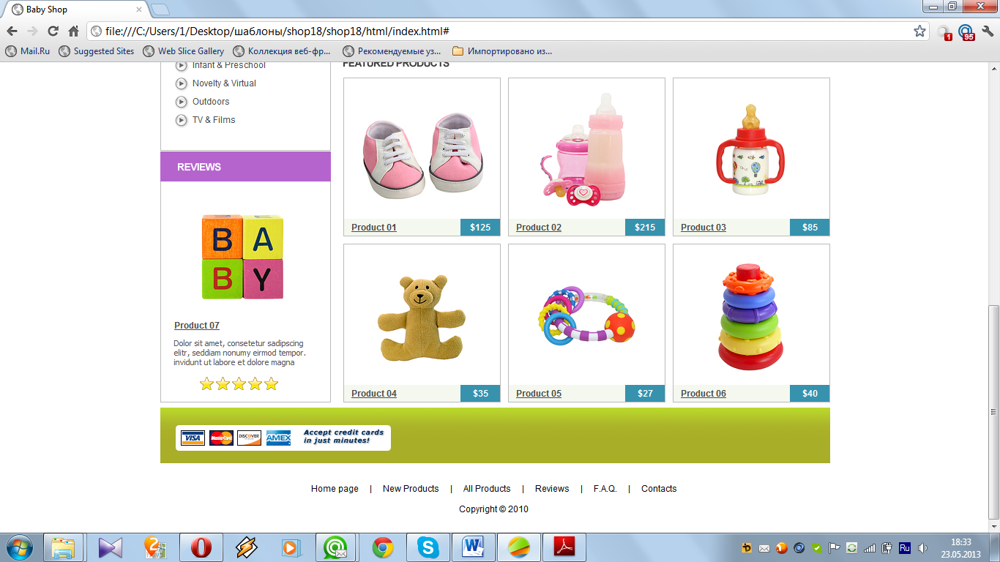 Baby Shop
file:///C:/Users/1/Desktop/шаблоны/shop18/shop18/html/index.html#
1
95
Mail.Ru
Suggested Sites
Web Slice Gallery
Коллекция веб-фр...
Рекомендуемые уз...
Импортировано из...
Infant & Preschool
Novelty & Virtual
Outdoors
TV & Films
REVIEWS
BA
BY
Product 07
Dolor sit amet, consetetur sadipscing
elitr, seddiam nonumy eirmod tempor.
invidunt ut labore et dolore magna
FEATURED PRODUCTS
Product 01 $125
Product 02 $215
Product 03 $85
Product 04 $35
Product 05 $27
Product 06 $40
VISA MasterCard DISCOVER AMEX
Accept credit cards
in just minutes!
Home page | New Products | All Products | Reviews | F.A.Q. | Contacts
Copyright © 2010
Ru
18:33
23.05.2013